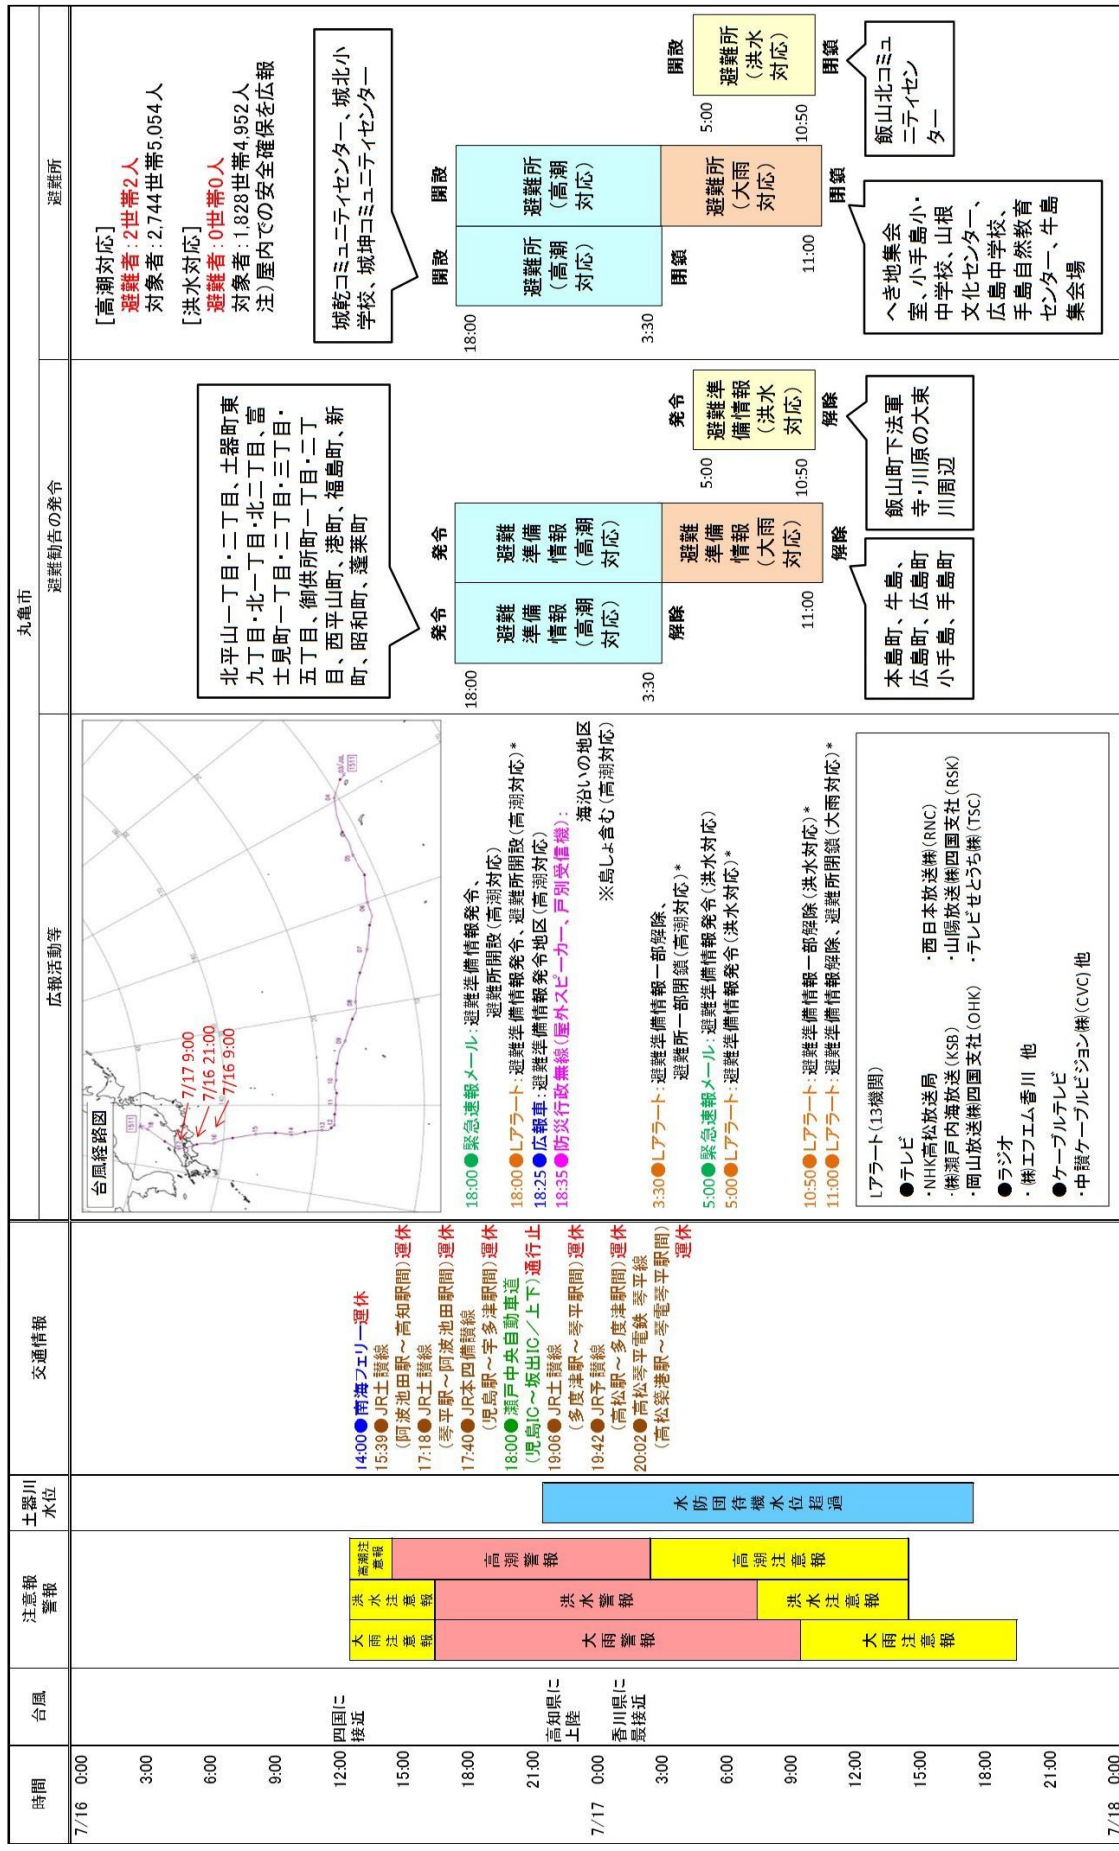 丸亀市
時間
台風
注意報
警報
土器川
水位
交通情報
広報活動等
避難勧告の発令
避難所
7/16
0:00
3:00
6:00
9:00
12:00
15:00
18:00
21:00
7/17
0:00
3:00
6:00
9:00
12:00
15:00
18:00
21:00
7/18
0:00
四国に
接近
高知県に
上陸
香川県に
最接近
大雨注意報
大雨警報
大雨注意報
洪水注意報
洪水警報
洪水注意報
高潮注
意報
高潮警報
高潮注意報
水防団待機水位超過
14:00●南海フェリー運休
15:39●JR土讃線
(阿波池田駅～高知駅間)運休
17:18●JR土讃線
(琴平駅～阿波池田駅間)運休
17:40●JR本四備讃線
(児島駅～宇多津駅間)運休
18:00●瀬戸中央自動車道
(児島IC～坂出IC／上下)通行止
19:06●JR土讃線
(多度津駅～琴平駅間)運休
19:42●JR予讃線
(高松駅～多度津駅間)運休
20:02●高松琴平電鉄 琴平線
(高松築港駅～琴電琴平駅間)
運休
台風経路図
7/17 9:00
7/16 21:00
7/16 9:00
1511
1511
18:00●緊急速報メール：避難準備情報発令、
避難所開設(高潮対応)
18:00●Lアラート：避難準備情報発令、避難所開設(高潮対応)*
18:25●広報車：避難準備情報発令地区(高潮対応)
18:35●防災行政無線(屋外スピーカー、戸別受信機)：
海沿いの地区
※島しょ含む(高潮対応)
3:30●Lアラート：避難準備情報一部解除、
避難所一部閉鎖(高潮対応)*
5:00●緊急速報メール：避難準備情報発令(洪水対応)
5:00●Lアラート：避難準備情報発令(洪水対応)*
10:50●Lアラート：避難準備情報一部解除(洪水対応)*
11:00●Lアラート：避難準備情報解除、避難所閉鎖(大雨対応)*
Lアラート(13機関)
●テレビ
・NHK高松放送局
・西日本放送㈱(RNC)
・㈱瀬戸内海放送(KSB)
・山陽放送㈱四国支社(RSK)
・岡山放送㈱四国支社(OHK)
・テレビせとうち㈱(TSC)
●ラジオ
・(株)エフエム香川 他
●ケーブルテレビ
・中讃ケーブルビジョン㈱(CVC)他
北平山一丁目・二丁目、土器町東
九丁目・北一丁目・北二丁目、富
士見町一丁目・二丁目・三丁目・
五丁目、御供所町一丁目・二丁
目、西平山町、港町、福島町、新
町、昭和町、蓬莱町
発令
発令
18:00
避難
準備
情報
(高潮
対応)
避難
準備
情報
(高潮
対応)
3:30
解除
避難
準備
情報
(大雨
対応)
11:00
解除
発令
5:00
避難準
備情報
(洪水
対応)
10:50
解除
本島町、牛島、
広島町、広島町
小手島、手島町
飯山町下法軍
寺・川原の大束
川周辺
[高潮対応]
避難者：2世帯2人
対象者：2,744世帯5,054人
[洪水対応]
避難者：0世帯0人
対象者：1,828世帯4,952人
注)屋内での安全確保を広報
城乾コミュニティセンター、城北小
学校、城坤コミュニティセンター
開設
開設
18:00
避難所
(高潮
対応)
避難所
(高潮
対応)
3:30
閉鎖
避難所
(大雨
対応)
11:00
閉鎖
開設
5:00
避難所
(洪水
対応)
10:50
閉鎖
へき地集会
室、小手島小・
中学校、山根
文化センター、
広島中学校、
手島自然教育
センター、牛島
集会場
飯山北コミュ
ニティセン
ター